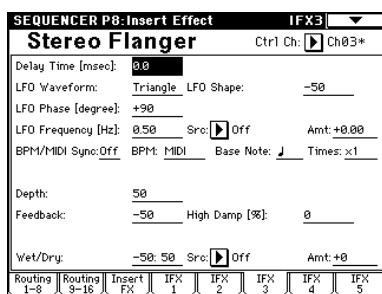 SEQUENCER P8:Insert Effect IFX3
Stereo Flanger Ctrl Ch: Ch03*
Delay Time [msec]: 0.0
LFO Waveform: Triangle LFO Shape: -50
LFO Phase [degree]: +90
LFO Frequency [Hz]: 0.50 Src: Off Amt: +0.00
BPM/MIDI Sync: Off BPM: MIDI Base Note: ♩ Times: x1
Depth: 50
Feedback: -50 High Damp [%]: 0
Wet/Dry: -50: 50 Src: Off Amt: +0
Routing 1-8 Routing 9-16 Insert FX IFX 1 IFX 2 IFX 3 IFX 4 IFX 5